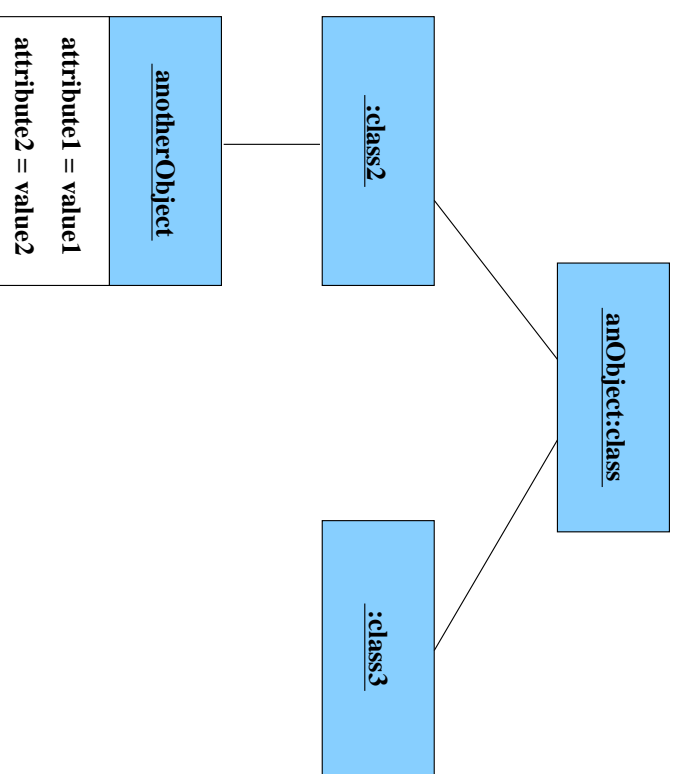 anObject:class
:class2
:class3
anotherObject
attribute1 = value1
attribute2 = value2